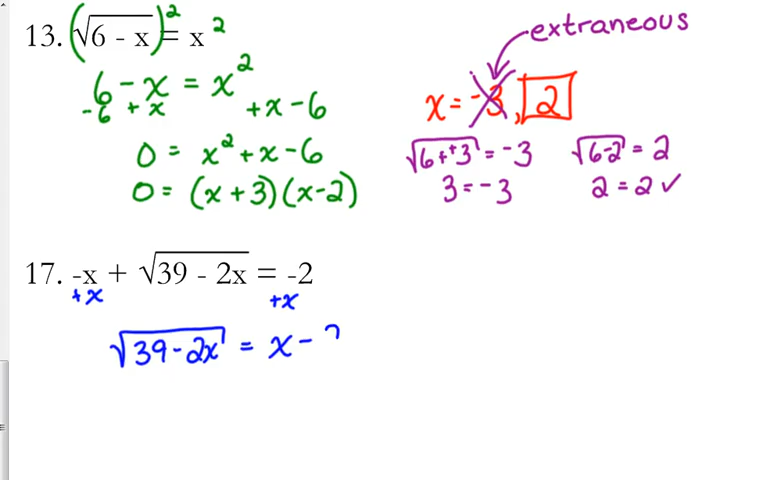 13. (√6 - x)² = x²
extraneous
6 - x = x²
-6 + x + x - 6
x = -3, 2
0 = x² + x - 6
√6 + +3 = -3 √6-2 = 2
0 = (x + 3)(x - 2)
3 = -3 2 = 2 ✓
17. -x + √39 - 2x = -2
+x +x
√39 - 2x = x -